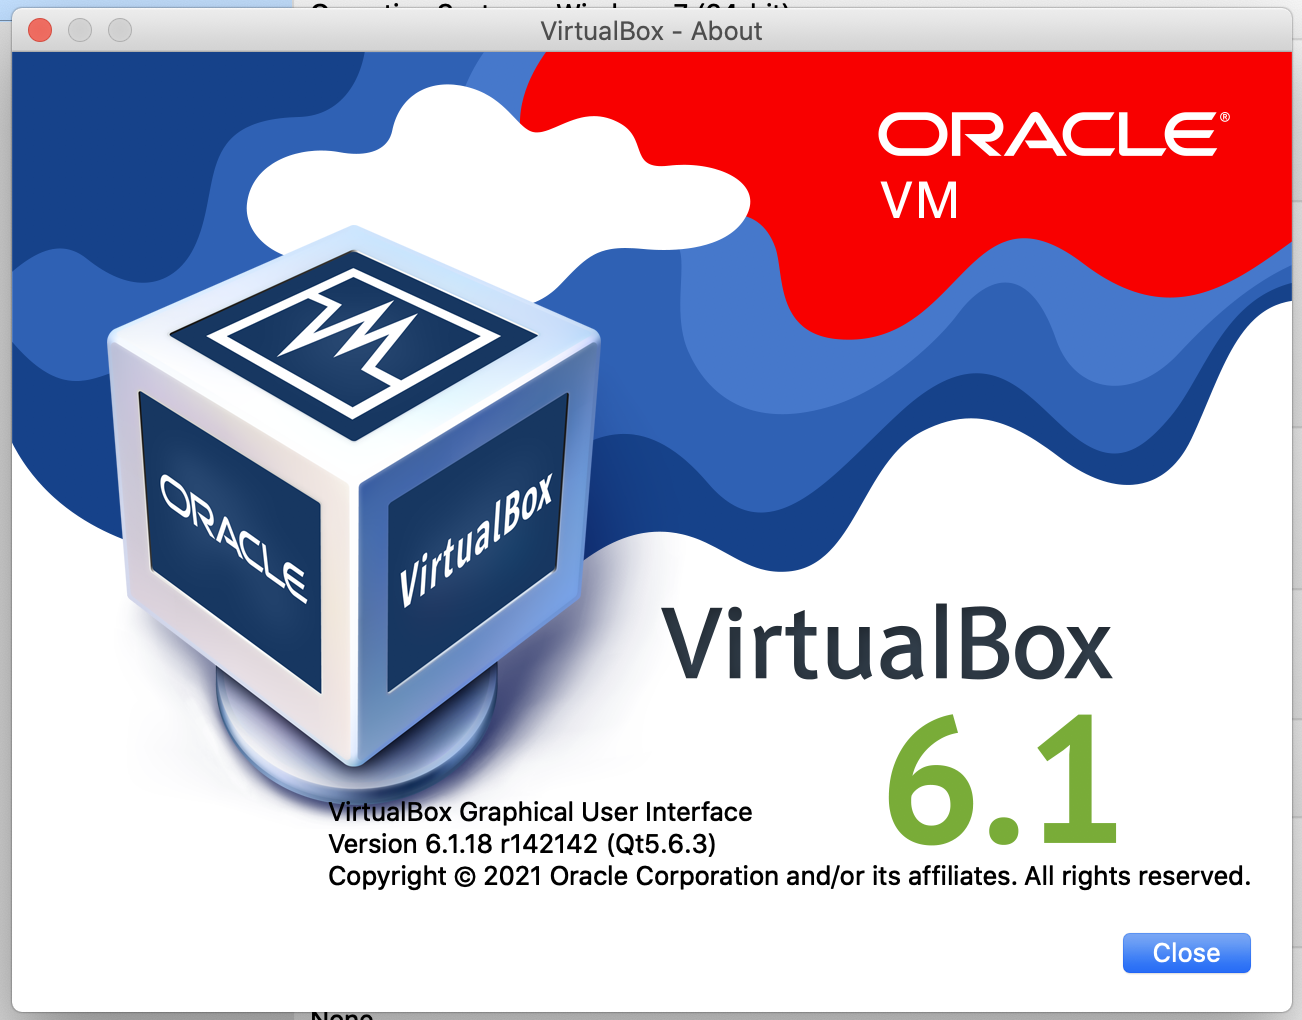 VirtualBox - About
ORACLE®
VM
ORACLE
VirtualBox
VirtualBox
6.1
VirtualBox Graphical User Interface
Version 6.1.18 r142142 (Qt5.6.3)
Copyright © 2021 Oracle Corporation and/or its affiliates. All rights reserved.
Close